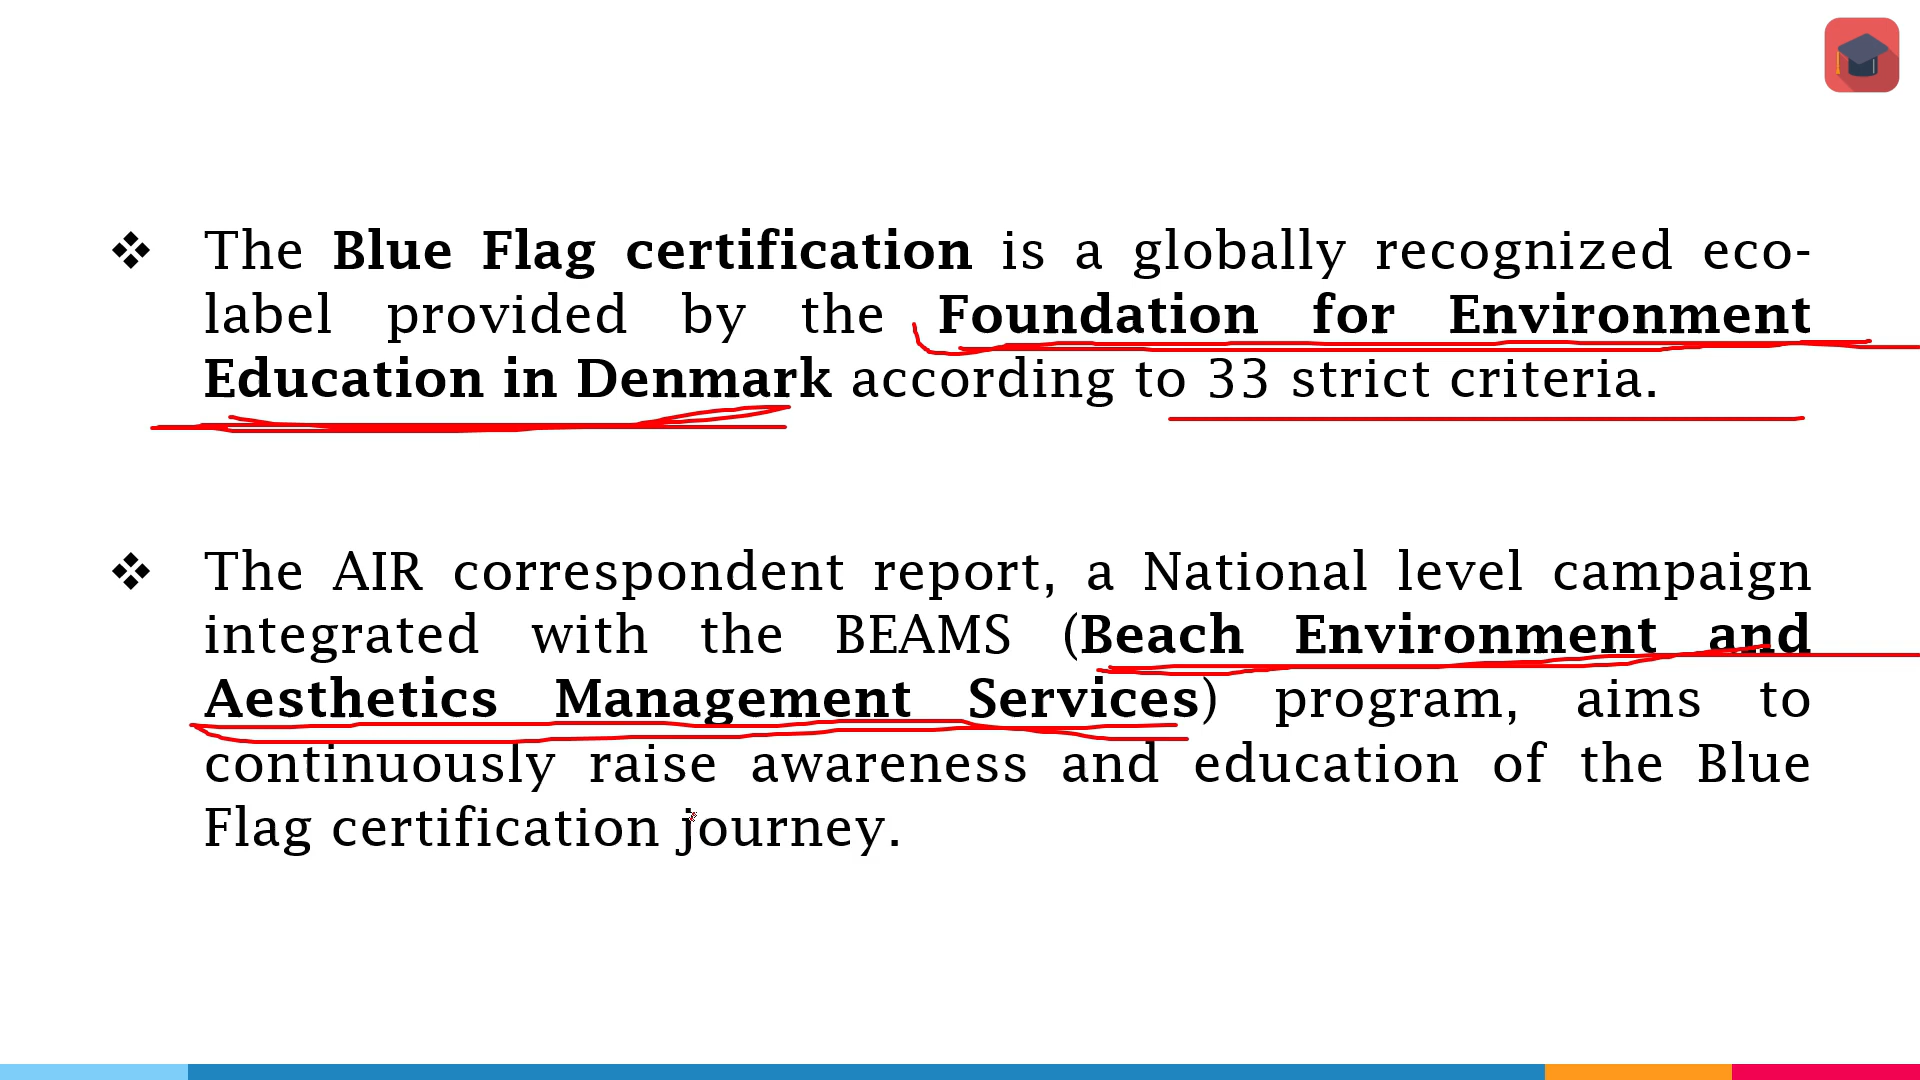 ❖ The Blue Flag certification is a globally recognized eco-
label provided by the Foundation for Environment
Education in Denmark according to 33 strict criteria.
❖ The AIR correspondent report, a National level campaign
integrated with the BEAMS (Beach Environment and
Aesthetics Management Services) program, aims to
continuously raise awareness and education of the Blue
Flag certification journey.